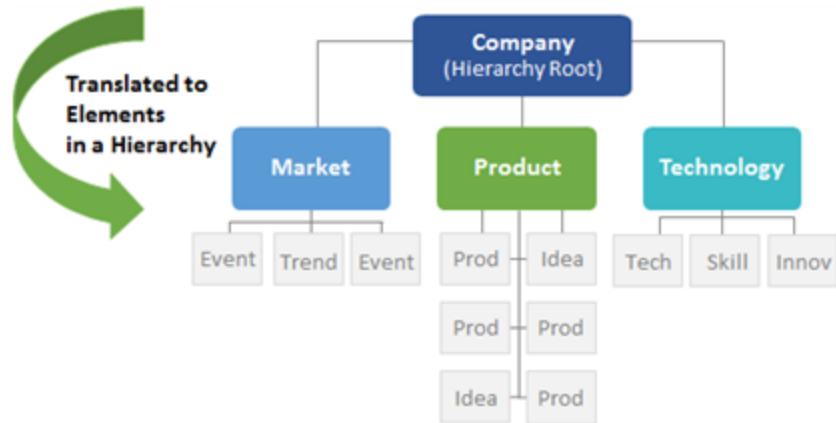 Company
(Hierarchy Root)
Translated to
Elements
in a Hierarchy
Market
Product
Technology
Event
Trend
Event
Prod
Idea
Tech
Skill
Innov
Prod
Prod
Idea
Prod